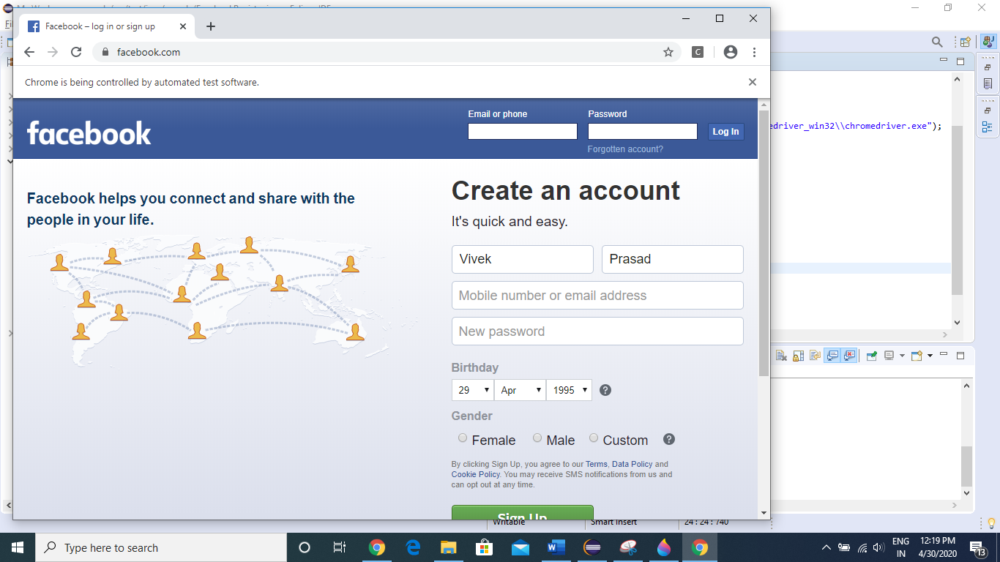 Facebook – log in or sign up
facebook.com
C
Chrome is being controlled by automated test software.
facebook
Email or phone
Password
Log In
Forgotten account?
edriver_win32\\chromedriver.exe");
Facebook helps you connect and share with the
people in your life.
Create an account
It's quick and easy.
Vivek
Prasad
Mobile number or email address
New password
Birthday
29
Apr
1995
?
Gender
Female
Male
Custom
?
By clicking Sign Up, you agree to our Terms, Data Policy and
Cookie Policy. You may receive SMS notifications from us and
can opt out at any time.
Sign Up
Writable
Smart Insert
24 : 24 : 740
Type here to search
ENG
IN
12:19 PM
4/30/2020
13